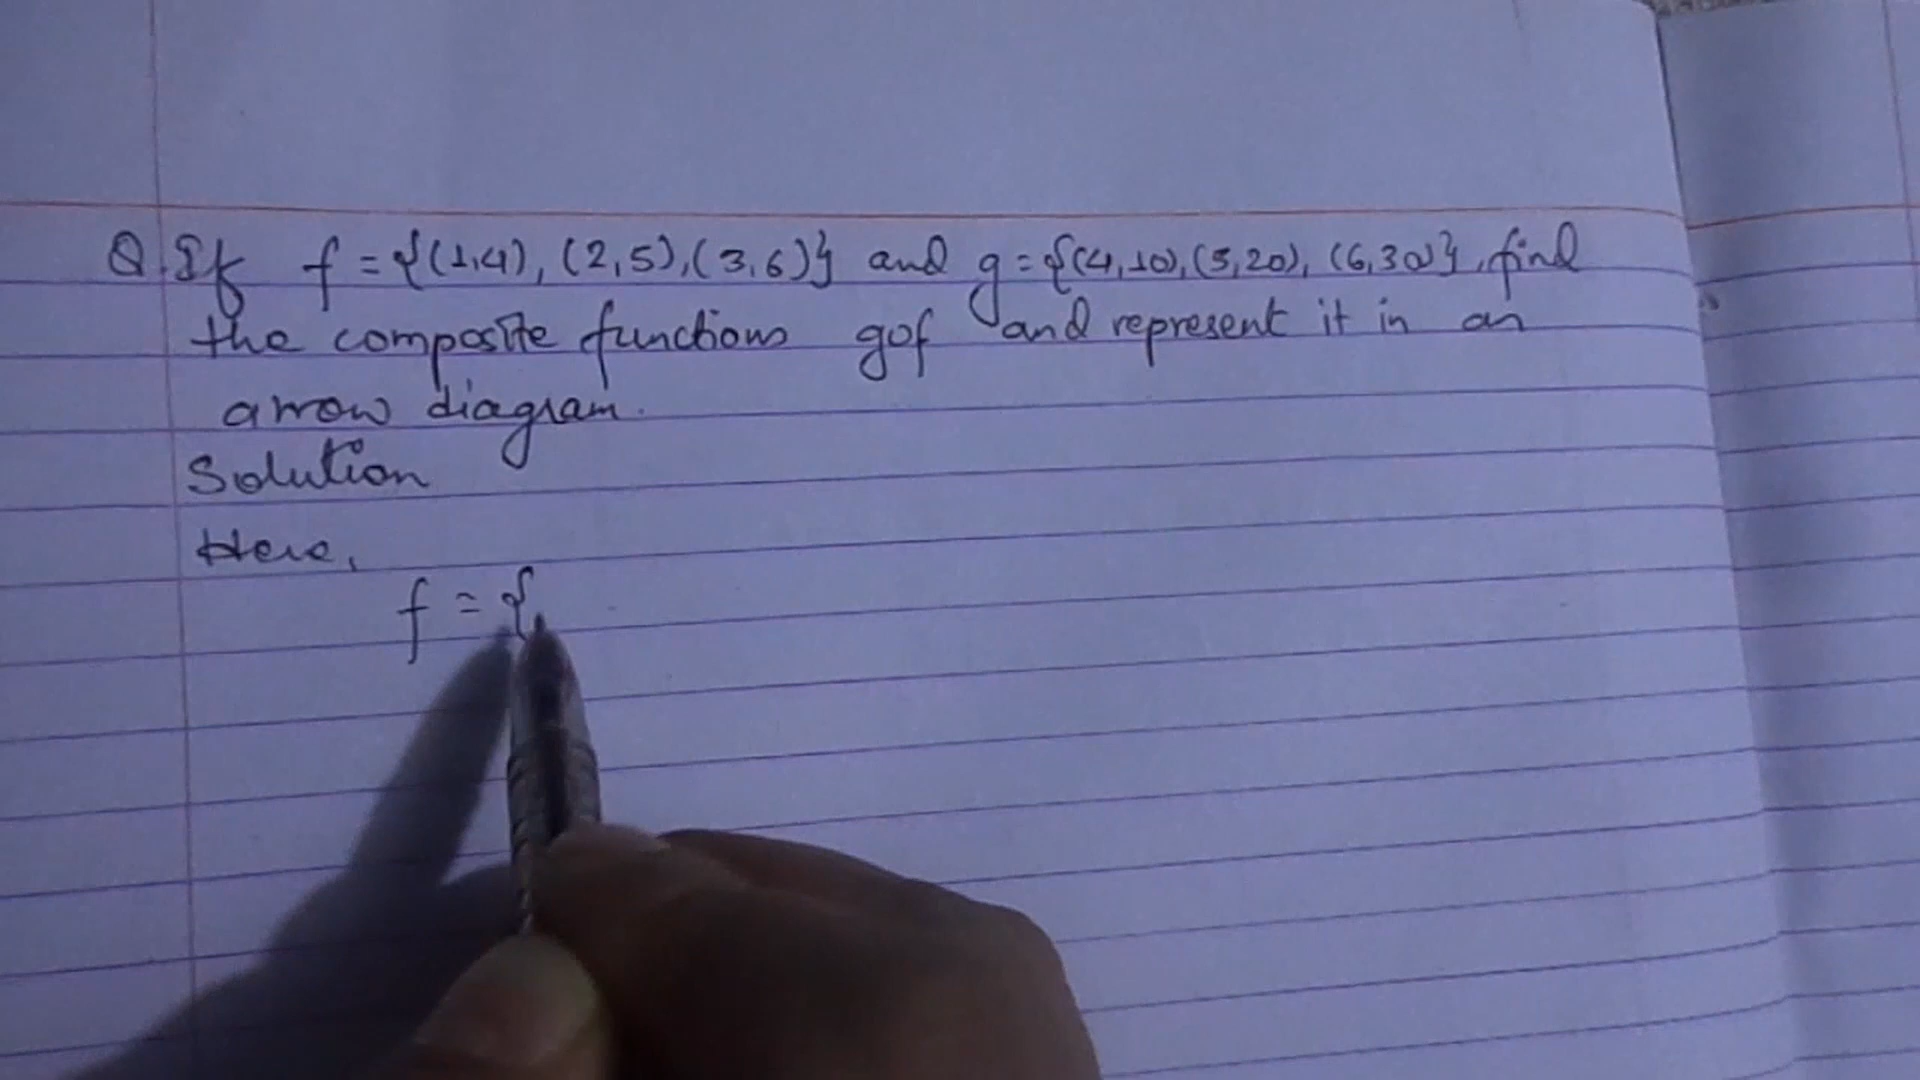 Q. If f = {(1,4), (2,5), (3,6)} and g = {(4,10), (5,20), (6,30)}, find
the composite functions gof and represent it in an
arrow diagram.
Solution
Here,
f = {